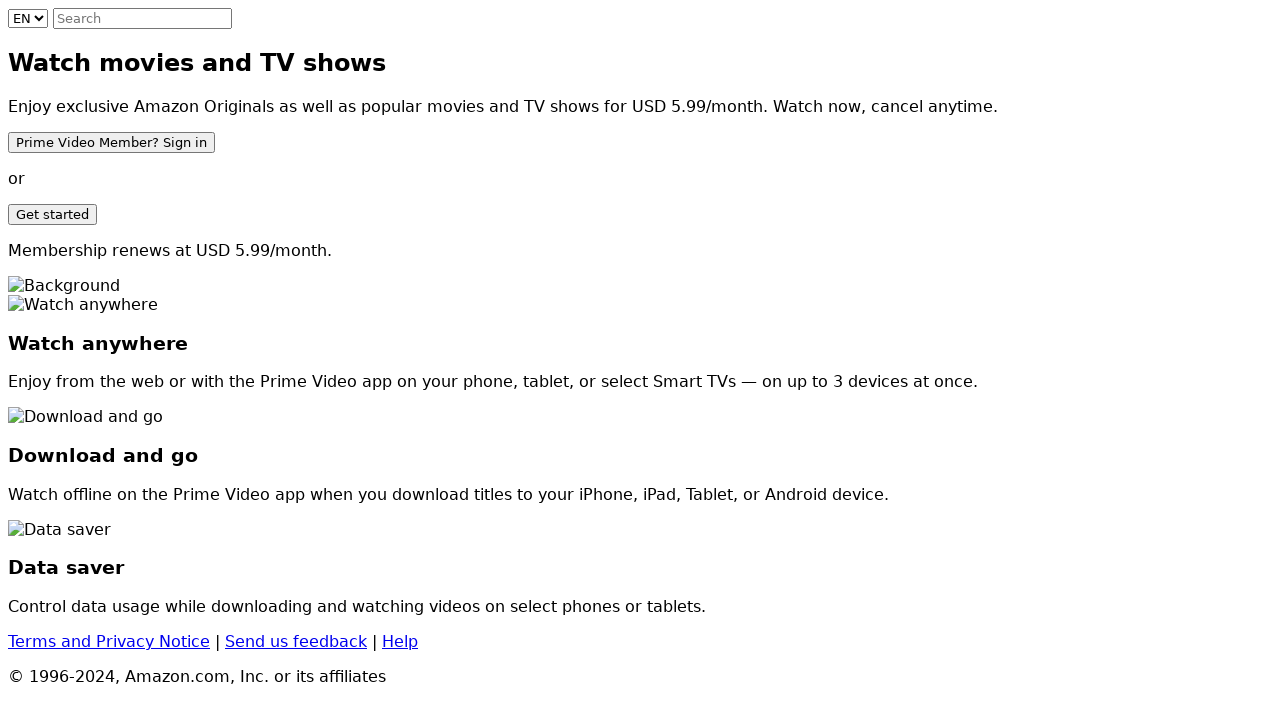 EN Search
Watch movies and TV shows
Enjoy exclusive Amazon Originals as well as popular movies and TV shows for USD 5.99/month. Watch now, cancel anytime.
Prime Video Member? Sign in
or
Get started
Membership renews at USD 5.99/month.
Background
Watch anywhere
Watch anywhere
Enjoy from the web or with the Prime Video app on your phone, tablet, or select Smart TVs — on up to 3 devices at once.
Download and go
Download and go
Watch offline on the Prime Video app when you download titles to your iPhone, iPad, Tablet, or Android device.
Data saver
Data saver
Control data usage while downloading and watching videos on select phones or tablets.
Terms and Privacy Notice | Send us feedback | Help
© 1996-2024, Amazon.com, Inc. or its affiliates